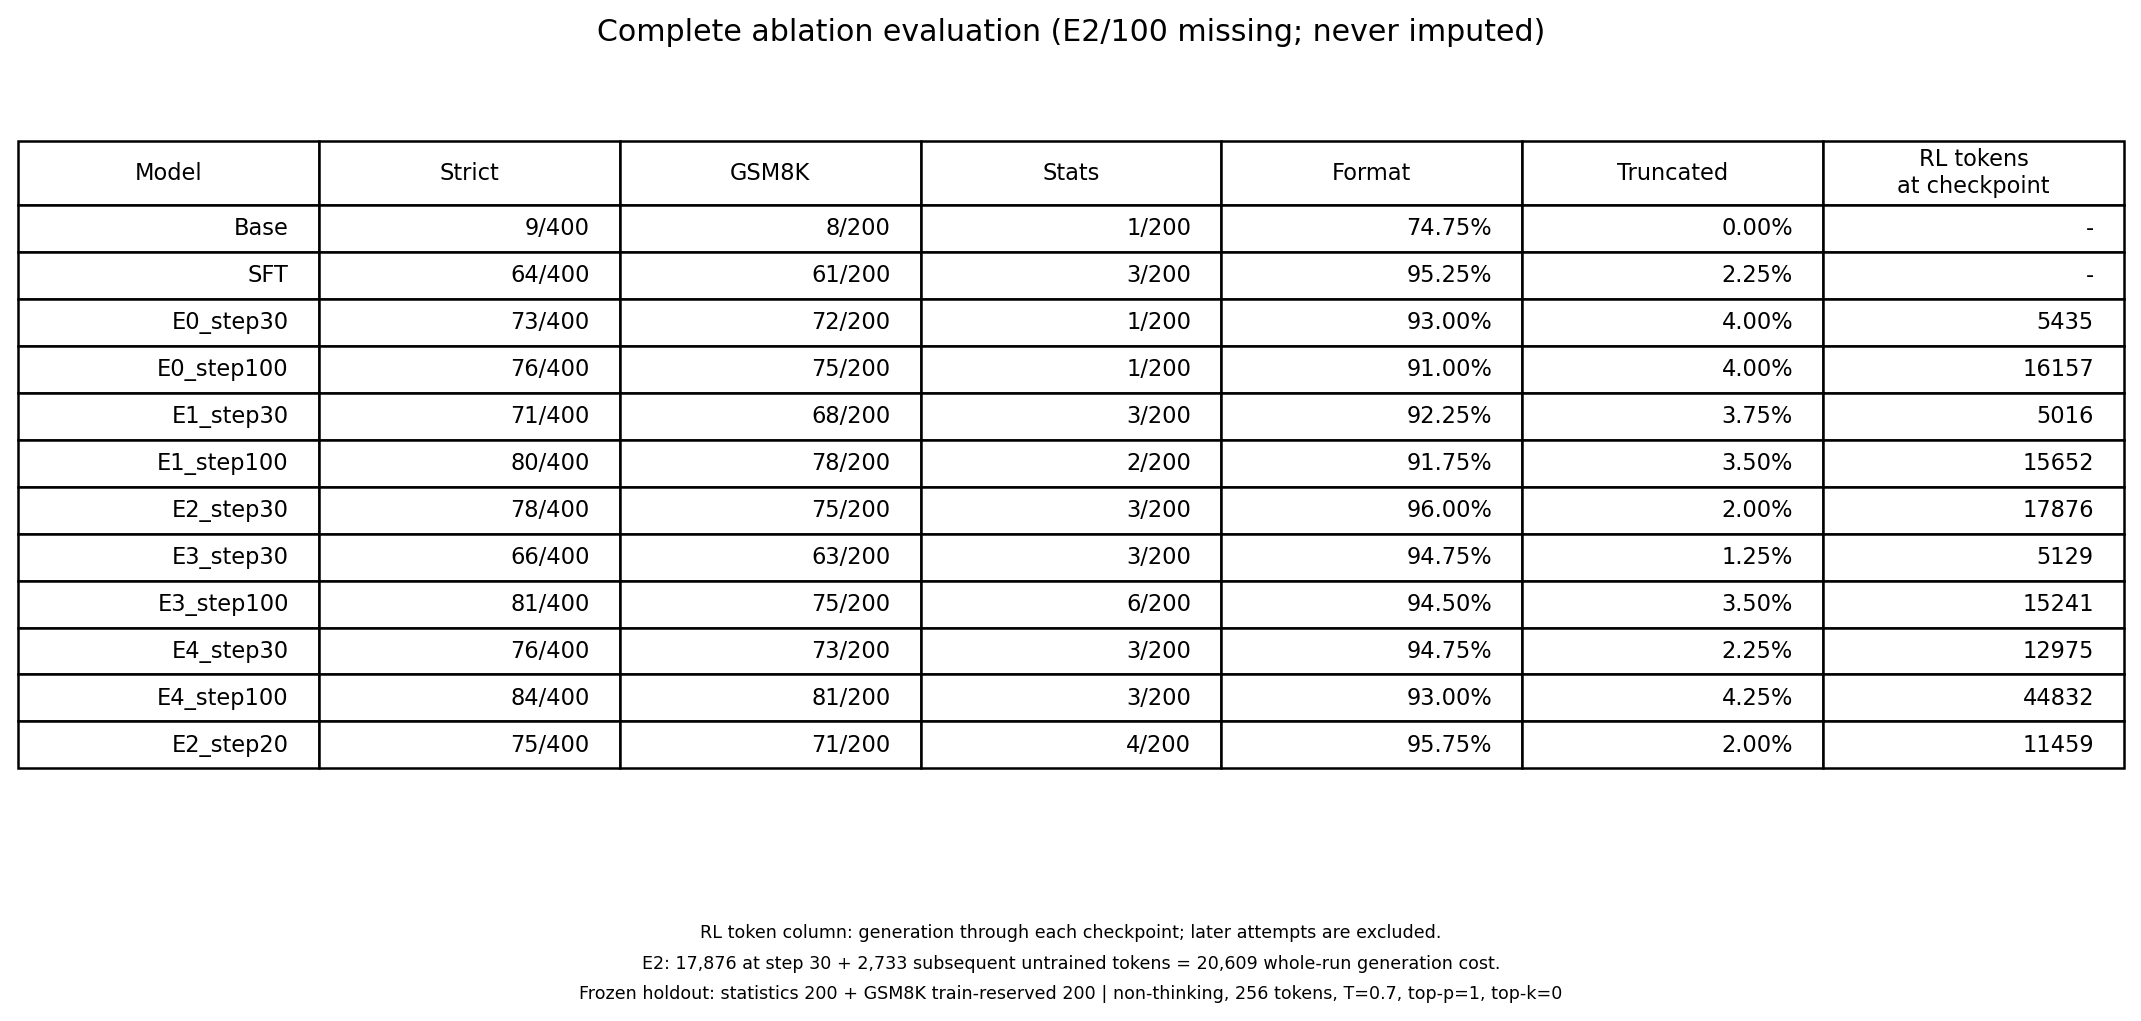 Complete ablation evaluation (E2/100 missing; never imputed)
Model Strict GSM8K Stats Format Truncated RL tokens at checkpoint
Base 9/400 8/200 1/200 74.75% 0.00% -
SFT 64/400 61/200 3/200 95.25% 2.25% -
E0_step30 73/400 72/200 1/200 93.00% 4.00% 5435
E0_step100 76/400 75/200 1/200 91.00% 4.00% 16157
E1_step30 71/400 68/200 3/200 92.25% 3.75% 5016
E1_step100 80/400 78/200 2/200 91.75% 3.50% 15652
E2_step30 78/400 75/200 3/200 96.00% 2.00% 17876
E3_step30 66/400 63/200 3/200 94.75% 1.25% 5129
E3_step100 81/400 75/200 6/200 94.50% 3.50% 15241
E4_step30 76/400 73/200 3/200 94.75% 2.25% 12975
E4_step100 84/400 81/200 3/200 93.00% 4.25% 44832
E2_step20 75/400 71/200 4/200 95.75% 2.00% 11459
RL token column: generation through each checkpoint; later attempts are excluded.
E2: 17,876 at step 30 + 2,733 subsequent untrained tokens = 20,609 whole-run generation cost.
Frozen holdout: statistics 200 + GSM8K train-reserved 200 | non-thinking, 256 tokens, T=0.7, top-p=1, top-k=0